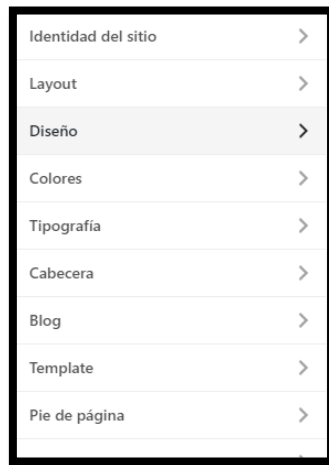 Identidad del sitio
Layout
Diseño
Colores
Tipografía
Cabecera
Blog
Template
Pie de página